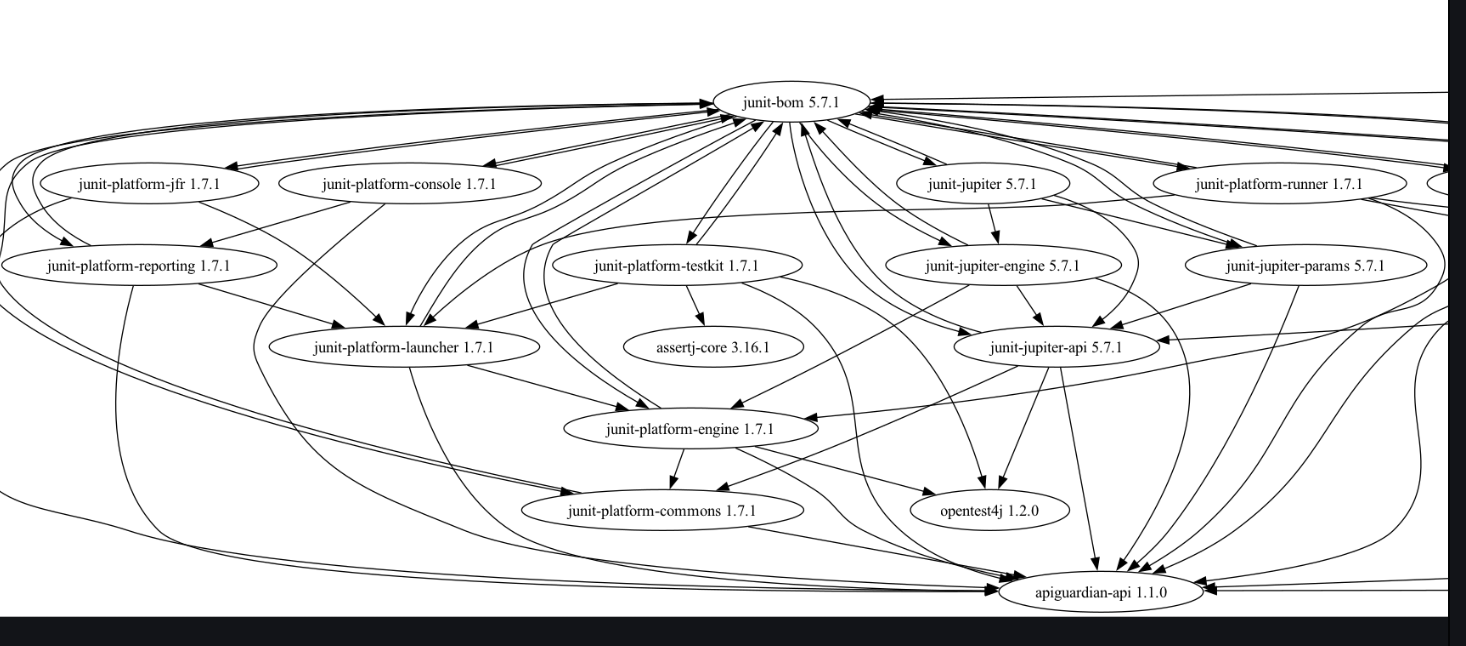 junit-bom 5.7.1
junit-platform-jfr 1.7.1
junit-platform-console 1.7.1
junit-jupiter 5.7.1
junit-platform-runner 1.7.1
junit-platform-reporting 1.7.1
junit-platform-testkit 1.7.1
junit-jupiter-engine 5.7.1
junit-jupiter-params 5.7.1
junit-platform-launcher 1.7.1
assertj-core 3.16.1
junit-jupiter-api 5.7.1
junit-platform-engine 1.7.1
junit-platform-commons 1.7.1
opentest4j 1.2.0
apiguardian-api 1.1.0